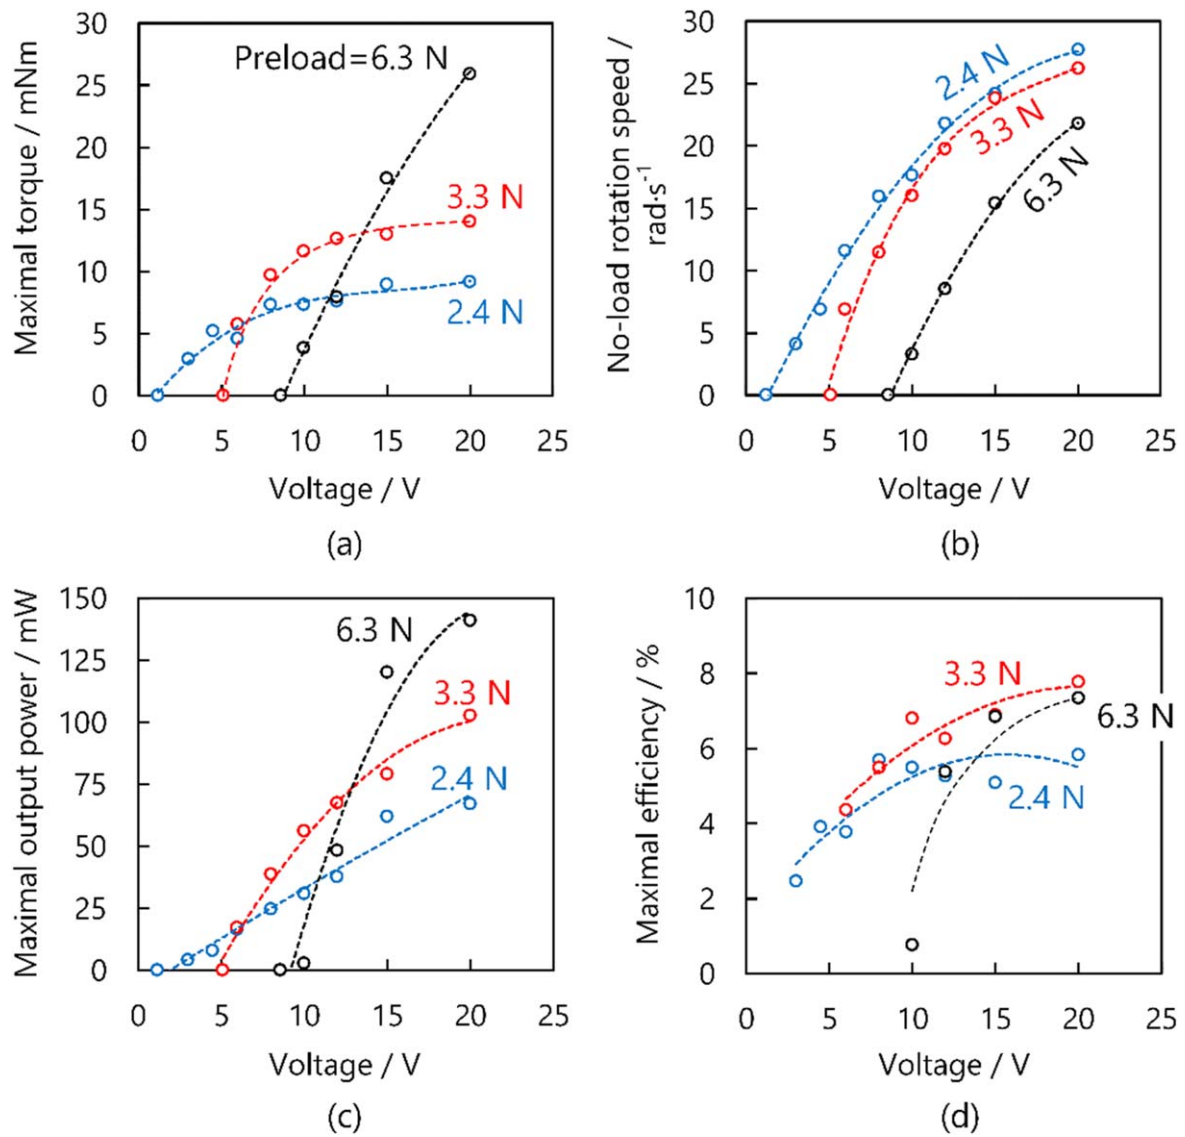 Maximal torque / mNm
30
25
20
15
10
5
0
Preload=6.3 N
3.3 N
2.4 N
0 5 10 15 20 25
Voltage / V
(a)
No-load rotation speed /
rad·s⁻¹
30
25
20
15
10
5
0
2.4 N
3.3 N
6.3 N
0 5 10 15 20 25
Voltage / V
(b)
Maximal output power / mW
150
125
100
75
50
25
0
6.3 N
3.3 N
2.4 N
0 5 10 15 20 25
Voltage / V
(c)
Maximal efficiency / %
10
8
6
4
2
0
3.3 N
6.3 N
2.4 N
0 5 10 15 20 25
Voltage / V
(d)